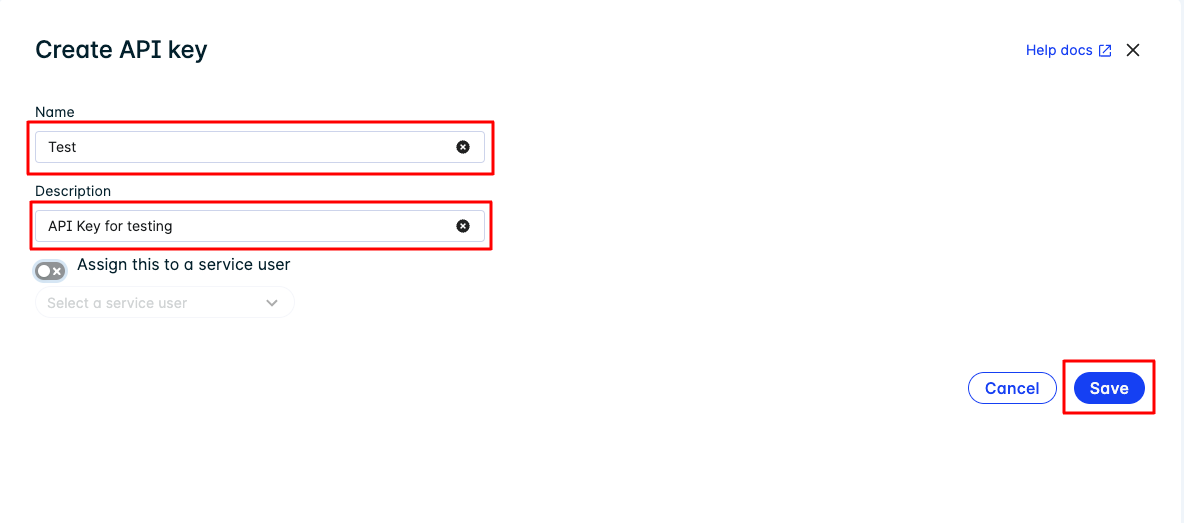 Create API key
Help docs
Name
Test
Description
API Key for testing
Assign this to a service user
Select a service user
Cancel
Save